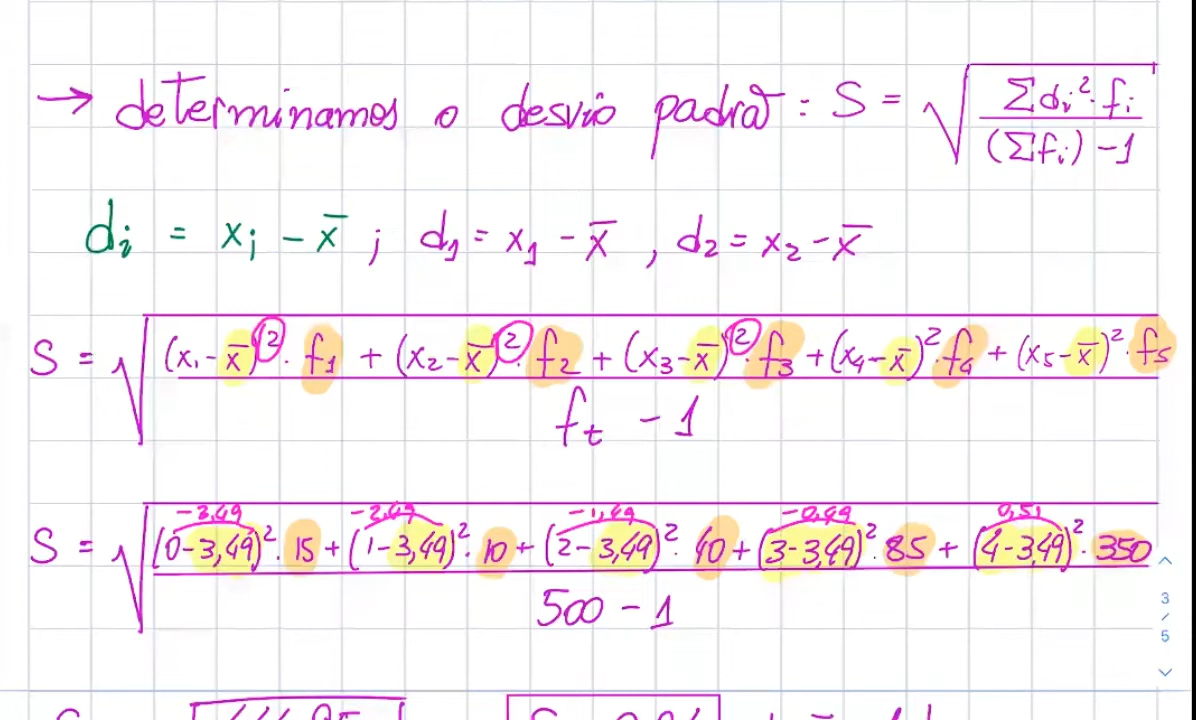 → determinamos o desvio padrão : S = √ Σdi²·fi / (Σfi) - 1
di = xi - x̄ ; d1 = x1 - x̄ , d2 = x2 - x̄
S = √ (x1 - x̄)²· f1 + (x2 - x̄)²· f2 + (x3 - x̄)²· f3 + (x4 - x̄)²· f4 + (x5 - x̄)²· f5
ft - 1
-3,49 -2,49 -1,49 -0,49 0,51
S = √ (0-3,49)²· 15 + (1-3,49)²· 10 + (2-3,49)²· 40 + (3-3,49)²· 85 + (4-3,49)²· 350
500 - 1
3
/
5